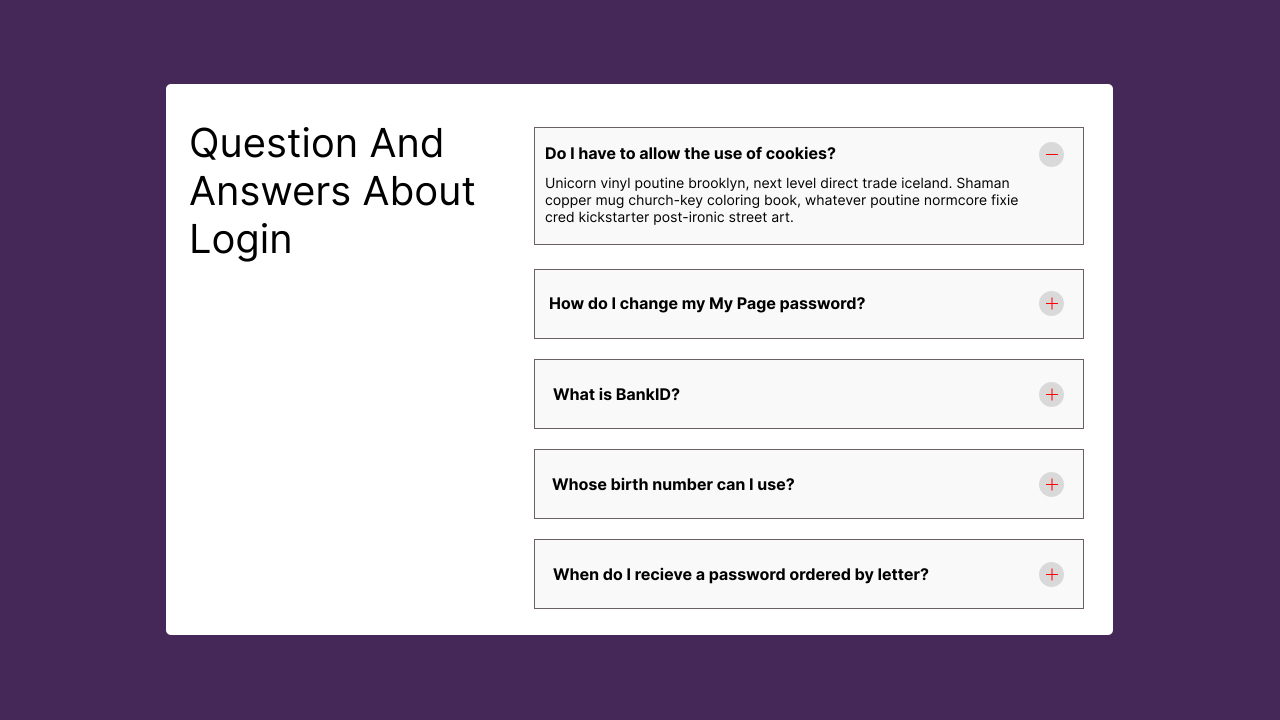 Question And
Answers About
Login
Do I have to allow the use of cookies?
Unicorn vinyl poutine brooklyn, next level direct trade iceland. Shaman
copper mug church-key coloring book, whatever poutine normcore fixie
cred kickstarter post-ironic street art.
How do I change my My Page password?
What is BankID?
Whose birth number can I use?
When do I recieve a password ordered by letter?